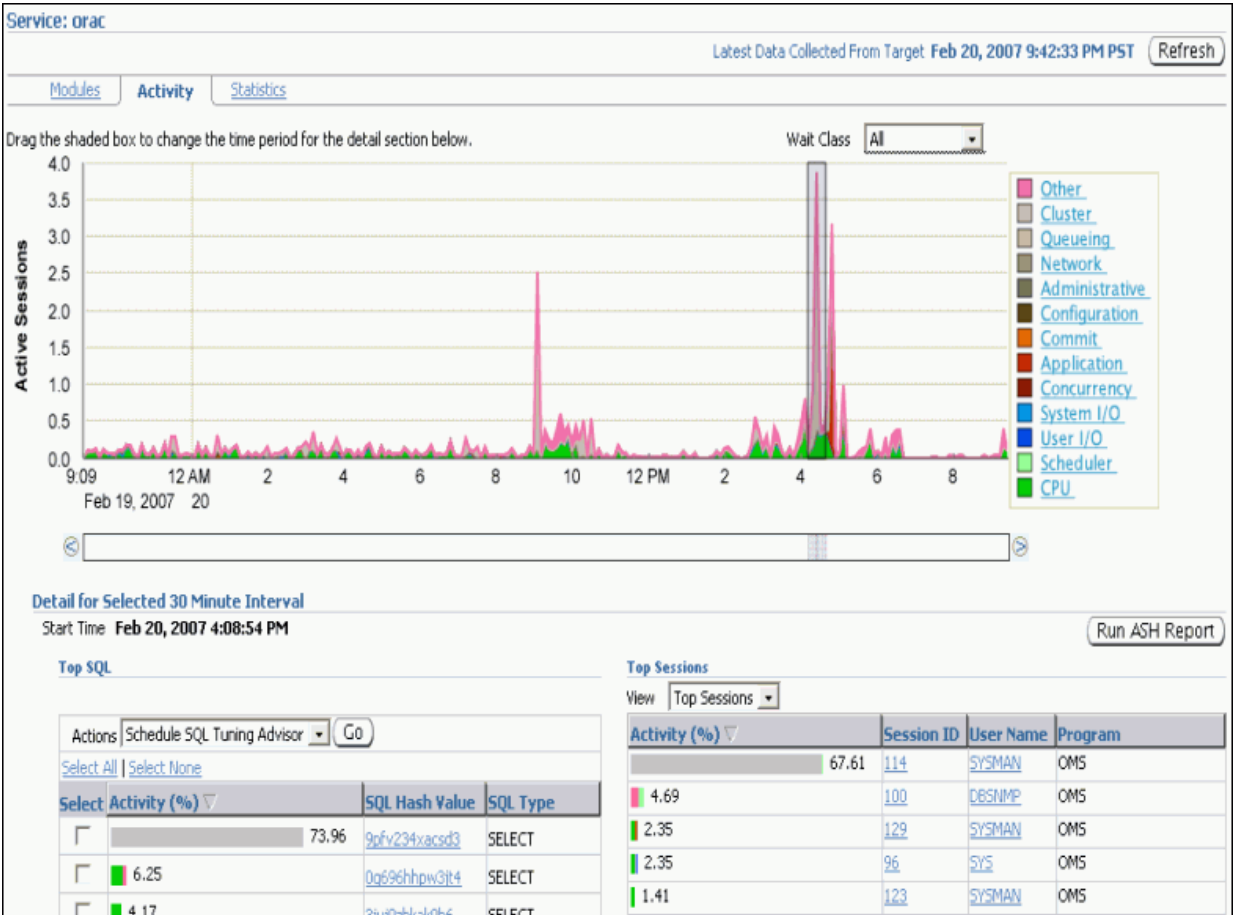 Service: orac
Latest Data Collected From Target Feb 20, 2007 9:42:33 PM PST Refresh
Modules Activity Statistics
Drag the shaded box to change the time period for the detail section below. Wait Class All
Active Sessions
4.0
3.5
3.0
2.5
2.0
1.5
1.0
0.5
0.0
9:09 12 AM 2 4 6 8 10 12 PM 2 4 6 8
Feb 19, 2007 20
Other
Cluster
Queueing
Network
Administrative
Configuration
Commit
Application
Concurrency
System I/O
User I/O
Scheduler
CPU
Detail for Selected 30 Minute Interval
Start Time Feb 20, 2007 4:08:54 PM Run ASH Report
Top SQL
Actions Schedule SQL Tuning Advisor Go
Select All | Select None
Select Activity (%) SQL Hash Value SQL Type
73.96 9pfv234xacsd3 SELECT
6.25 0g696hhpw3jt4 SELECT
4.17 SELECT
Top Sessions
View Top Sessions
Activity (%) Session ID User Name Program
67.61 114 SYSMAN OMS
4.69 100 DBSNMP OMS
2.35 129 SYSMAN OMS
2.35 96 SYS OMS
1.41 123 SYSMAN OMS